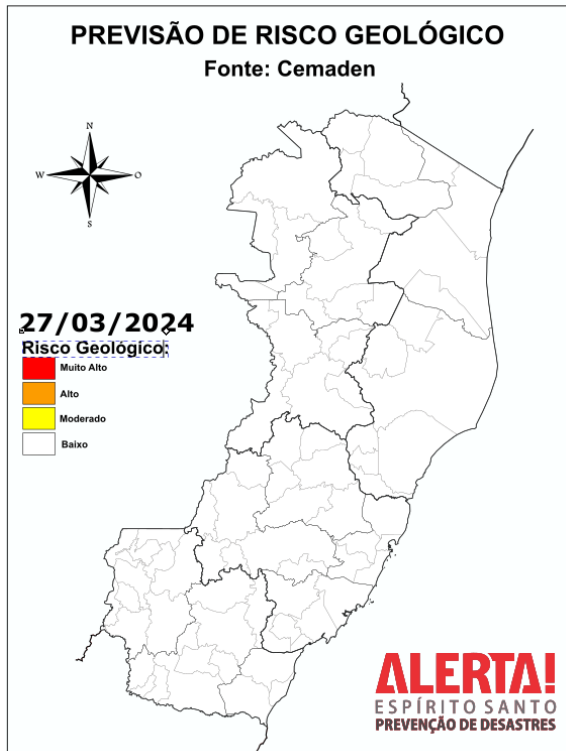 PREVISÃO DE RISCO GEOLÓGICO
Fonte: Cemaden
N
W
O
S
27/03/2024
Risco Geológico:
Muito Alto
Alto
Moderado
Baixo
ALERTA!
ESPÍRITO SANTO
PREVENÇÃO DE DESASTRES